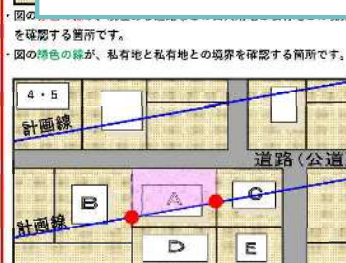 ・図の
を確認する箇所です。
・図の緑色の線が、私有地と私有地との境界を確認する箇所です。
4・5
計画線
道路(公道
B
A
C
計画線
D
E